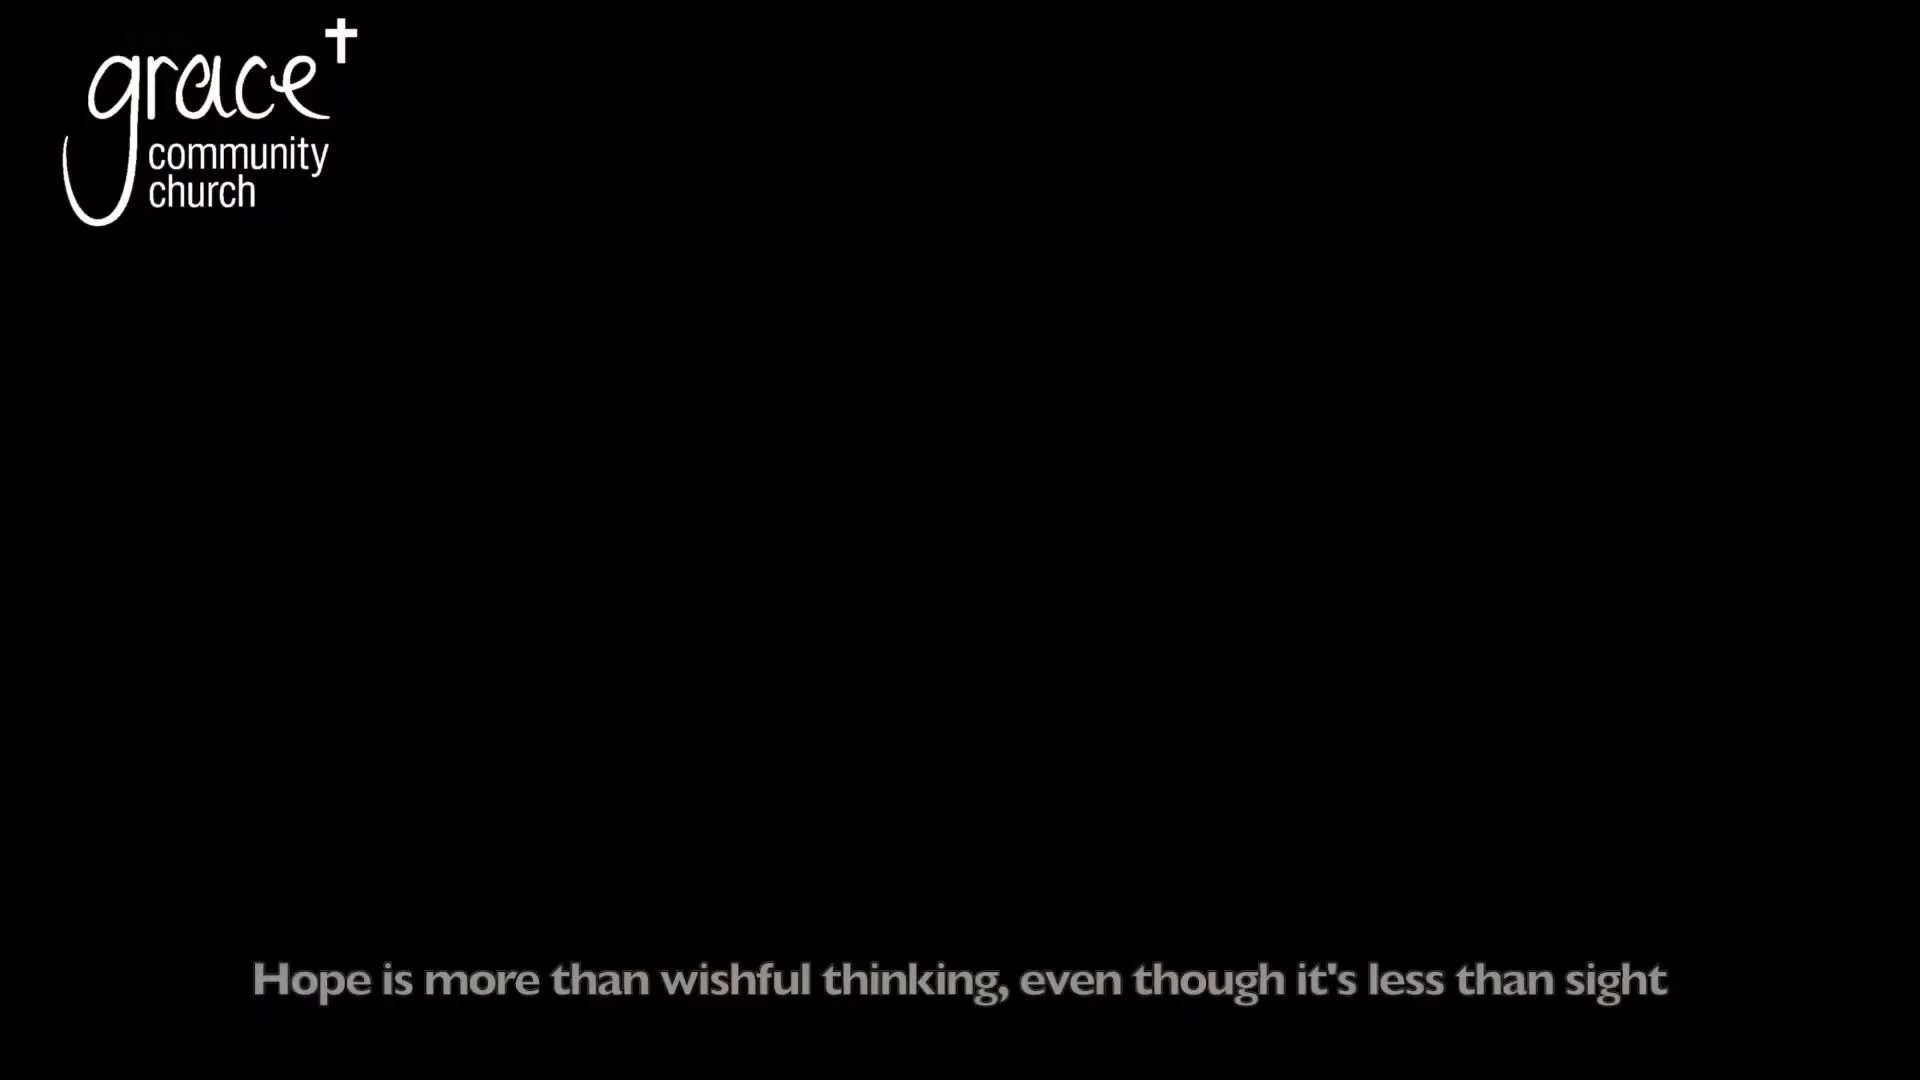 grace
community
church
Hope is more than wishful thinking, even though it's less than sight